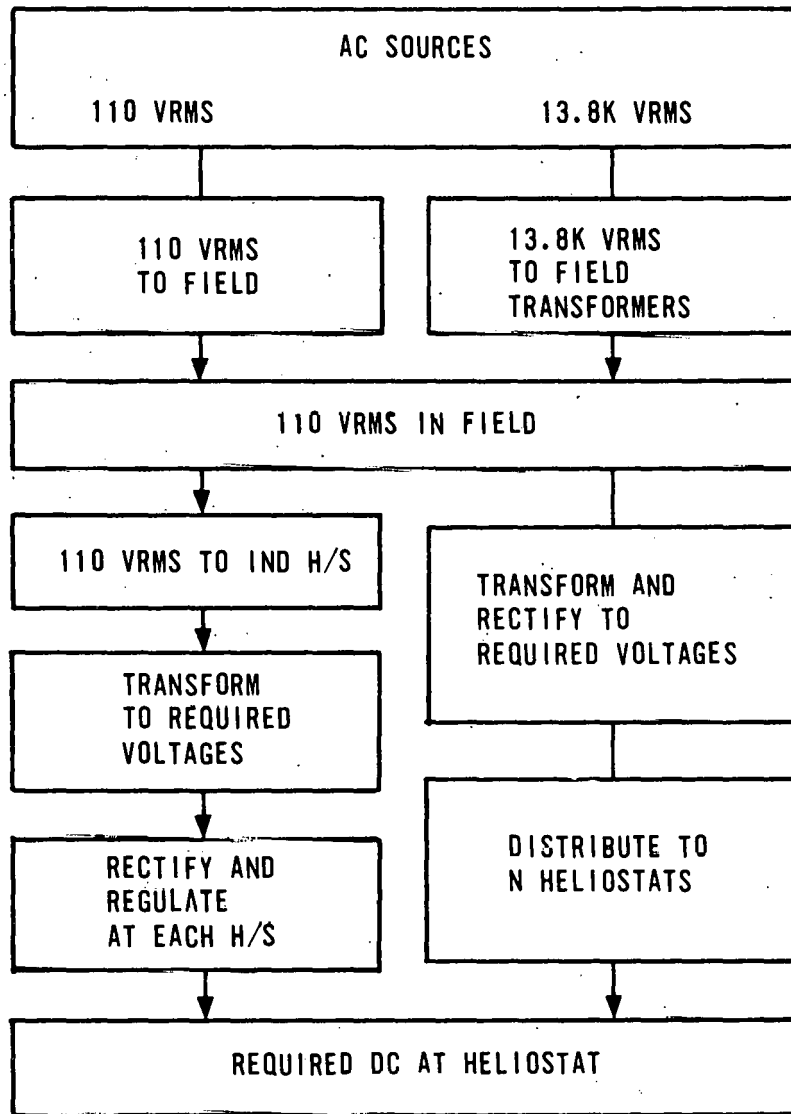 AC SOURCES
110 VRMS
13.8K VRMS
110 VRMS
TO FIELD
13.8K VRMS
TO FIELD
TRANSFORMERS
110 VRMS IN FIELD
110 VRMS TO IND H/S
TRANSFORM AND
RECTIFY TO
REQUIRED VOLTAGES
TRANSFORM
TO REQUIRED
VOLTAGES
DISTRIBUTE TO
N HELIOSTATS
RECTIFY AND
REGULATE
AT EACH H/S
REQUIRED DC AT HELIOSTAT